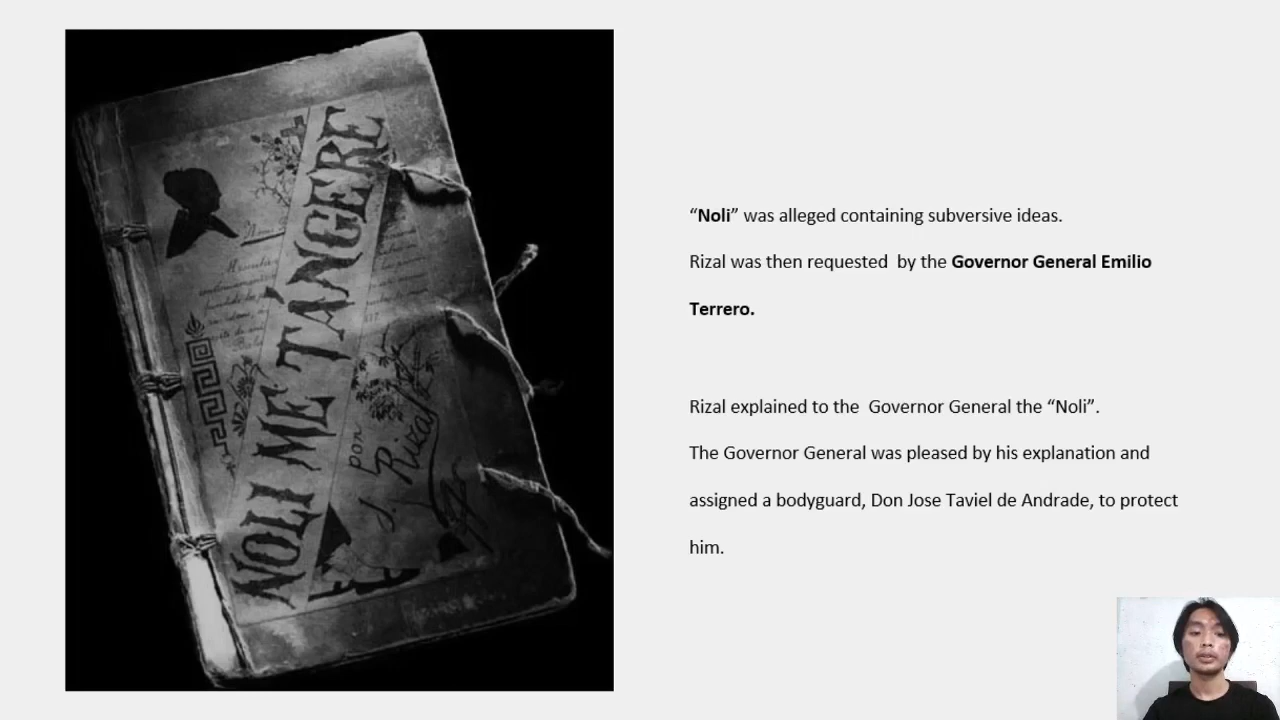 NOLI ME TÁNGERE
por
J. Rizal
“Noli” was alleged containing subversive ideas.
Rizal was then requested  by the Governor General Emilio
Terrero.
Rizal explained to the  Governor General the “Noli”.
The Governor General was pleased by his explanation and
assigned a bodyguard, Don Jose Taviel de Andrade, to protect
him.